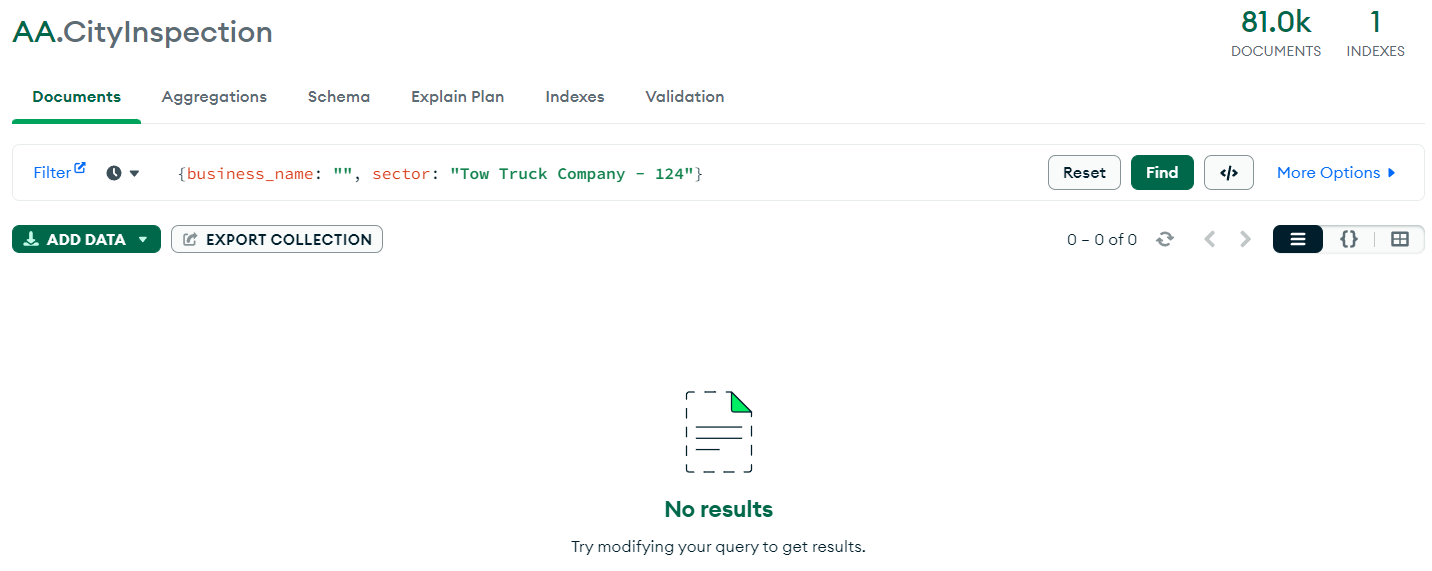 AA.CityInspection
81.0k
DOCUMENTS
1
INDEXES
Documents Aggregations Schema Explain Plan Indexes Validation
Filter {business_name: "", sector: "Tow Truck Company - 124"} Reset Find </> More Options
ADD DATA EXPORT COLLECTION 0 – 0 of 0 {}
No results
Try modifying your query to get results.